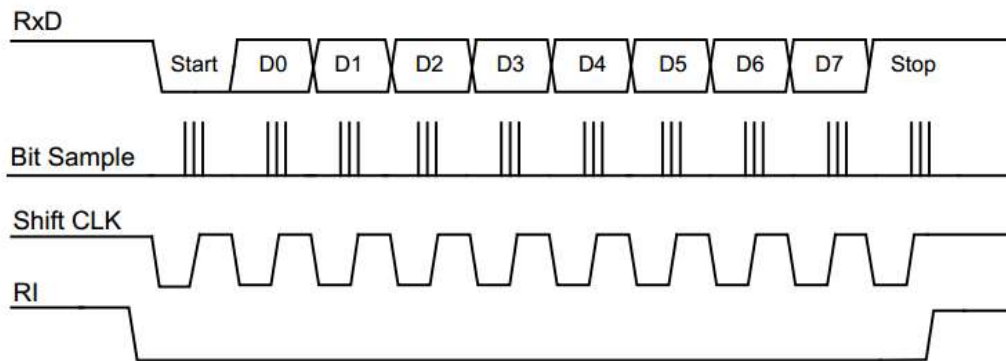 RxD
Start D0 D1 D2 D3 D4 D5 D6 D7 Stop
Bit Sample
Shift CLK
RI